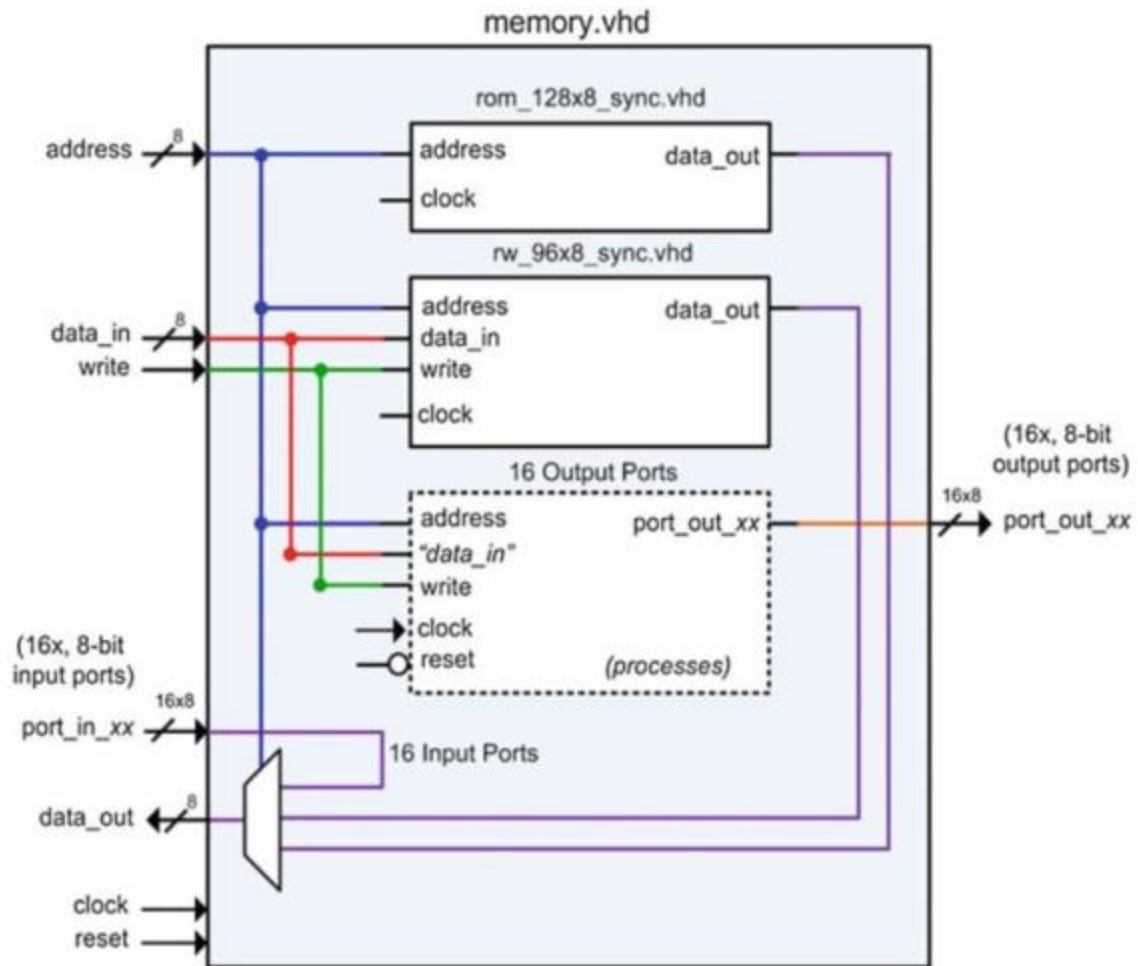 memory.vhd
rom_128x8_sync.vhd
address
8
address
data_out
clock
rw_96x8_sync.vhd
address
data_out
data_in
8
data_in
write
write
clock
(16x, 8-bit
output ports)
16 Output Ports
16x8
address
port_out_xx
port_out_xx
"data_in"
write
clock
reset
(processes)
(16x, 8-bit
input ports)
16x8
port_in_xx
16 Input Ports
8
data_out
clock
reset